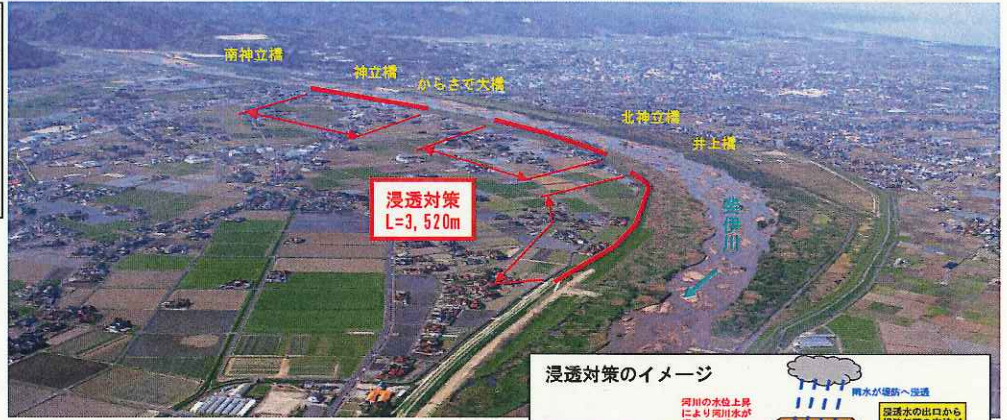 南神立橋
神立橋
からさで大橋
北神立橋
井上橋
浸透対策
L=3,520m
斐伊川
浸透対策のイメージ
河川の水位上昇
により河川水が
雨水が堤防へ浸透
浸透水の出口から